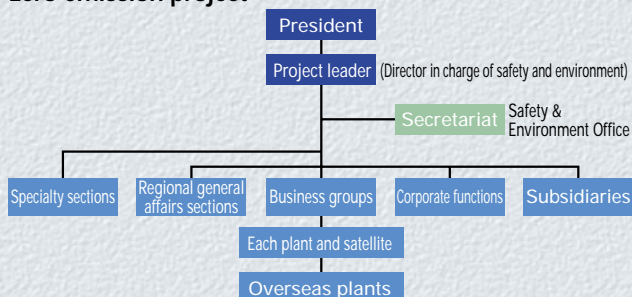 Zero emission project
President
Project leader (Director in charge of safety and environment)
Secretariat
Safety &
Environment Office
Specialty sections
Regional general
affairs sections
Business groups
Corporate functions
Subsidiaries
Each plant and satellite
Overseas plants